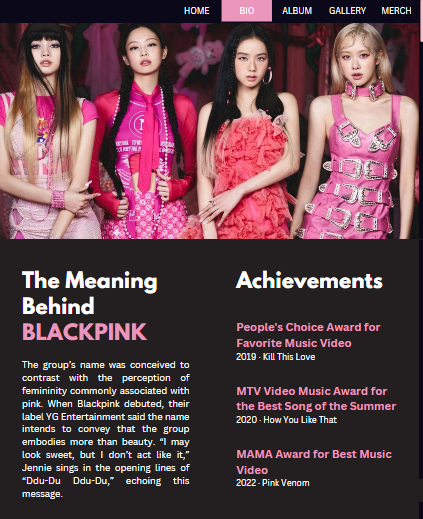 HOME BIO ALBUM GALLERY MERCH
The Meaning
Behind
BLACKPINK
The group's name was conceived to
contrast with the perception of
femininity commonly associated with
pink. When Blackpink debuted, their
label YG Entertainment said the name
intends to convey that the group
embodies more than beauty. “I may
look sweet, but I don't act like it,”
Jennie sings in the opening lines of
“Ddu-Du Ddu-Du,” echoing this
message.
Achievements
People's Choice Award for
Favorite Music Video
2019 · Kill This Love
MTV Video Music Award for
the Best Song of the Summer
2020 · How You Like That
MAMA Award for Best Music
Video
2022 · Pink Venom